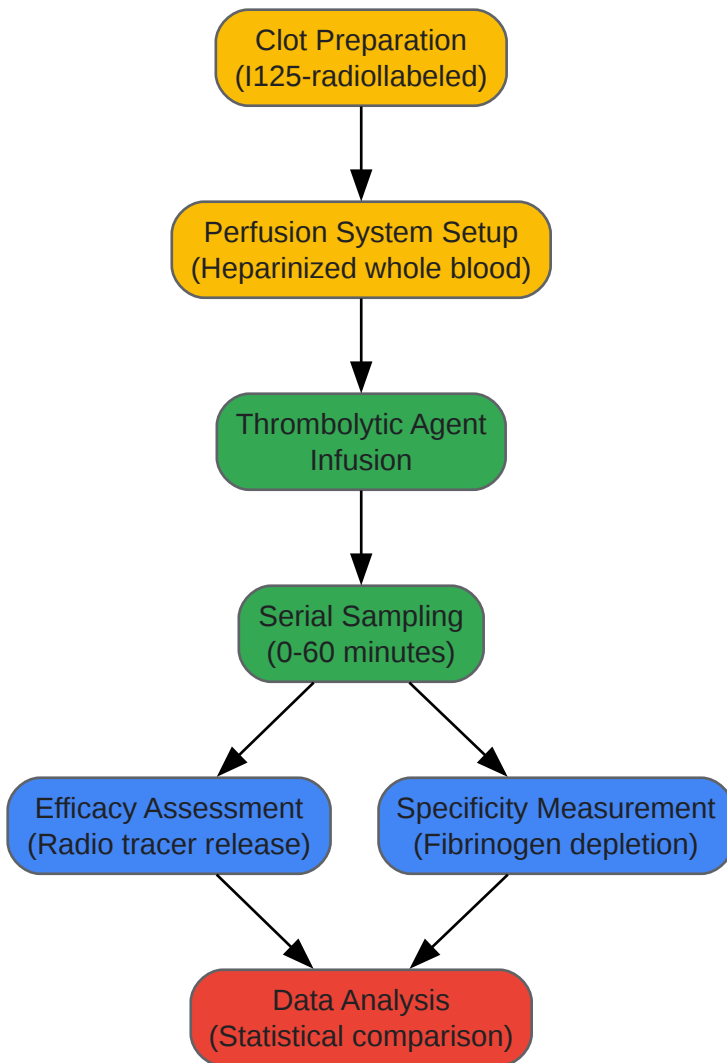 Clot Preparation
(I125-radiollabeled)
Perfusion System Setup
(Heparinized whole blood)
Thrombolytic Agent
Infusion
Serial Sampling
(0-60 minutes)
Efficacy Assessment
(Radio tracer release)
Specificity Measurement
(Fibrinogen depletion)
Data Analysis
(Statistical comparison)